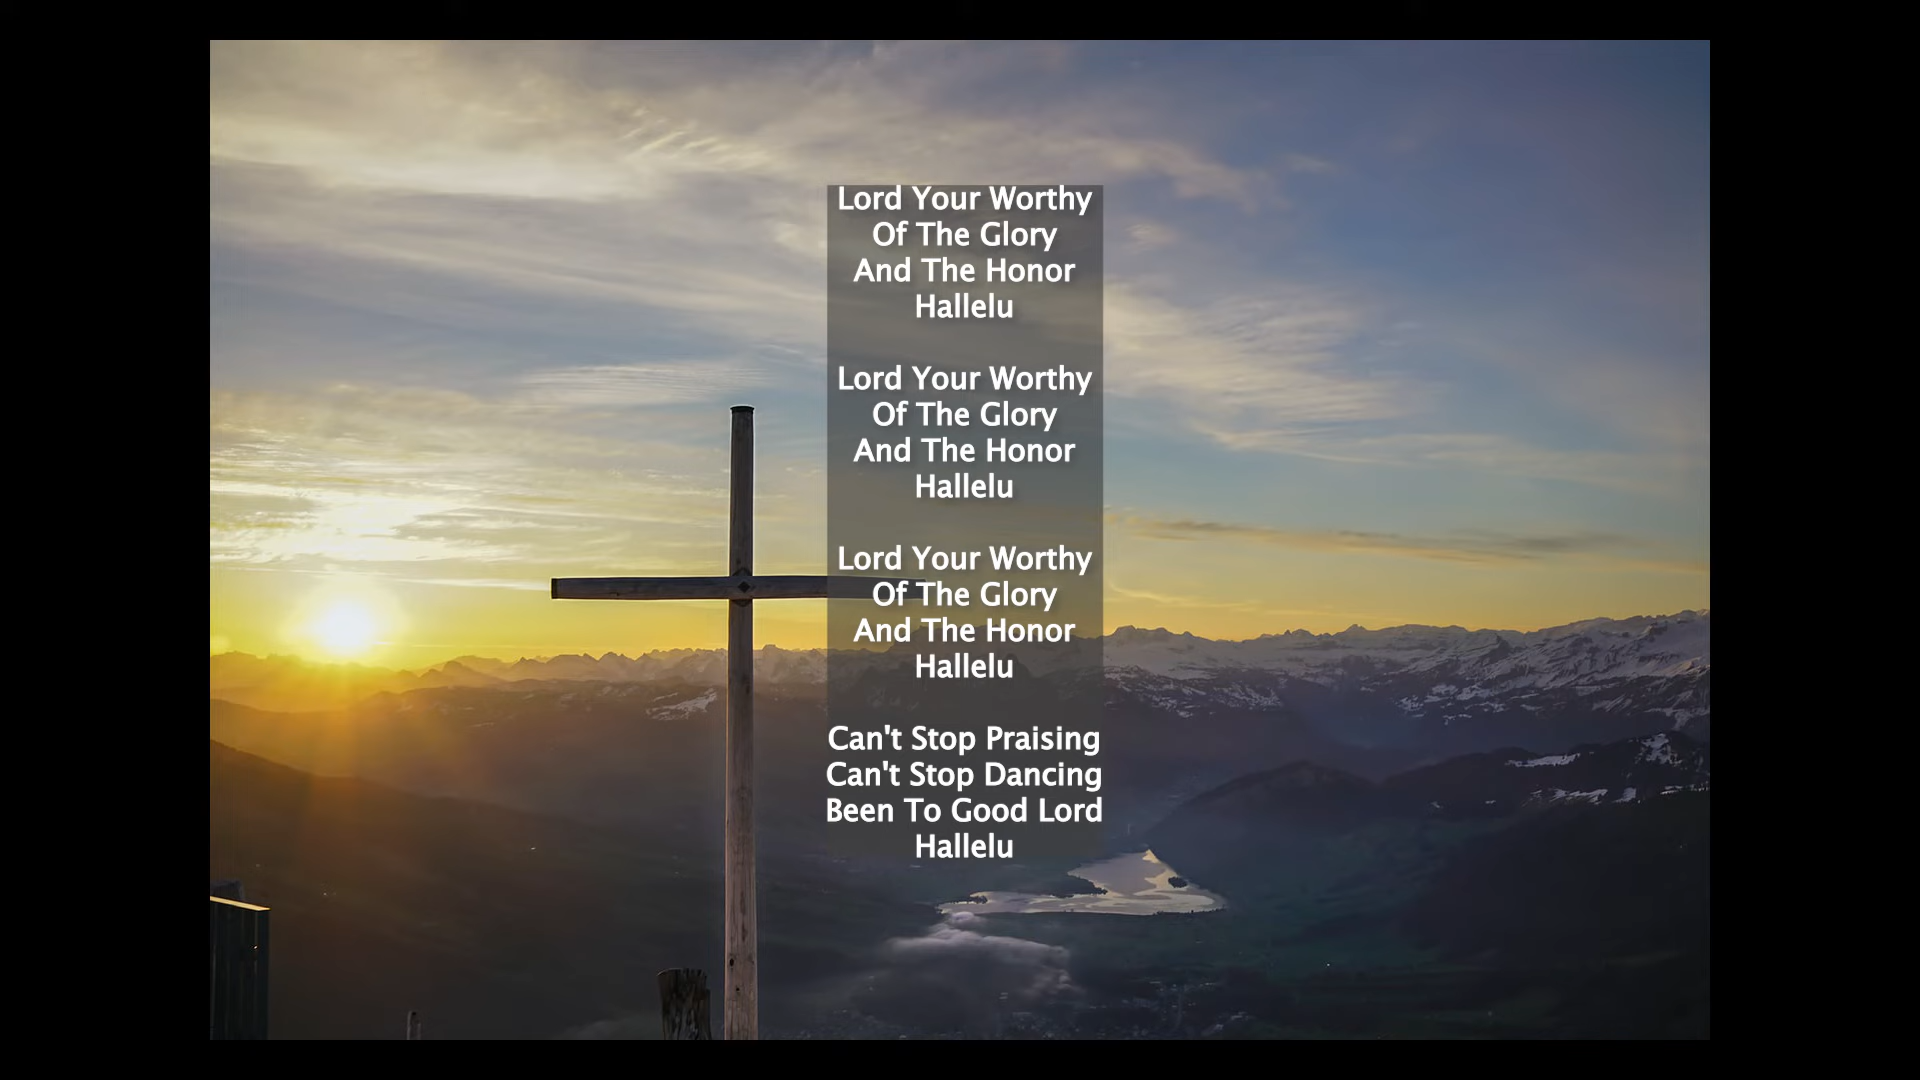 Lord Your Worthy
Of The Glory
And The Honor
Hallelu
Lord Your Worthy
Of The Glory
And The Honor
Hallelu
Lord Your Worthy
Of The Glory
And The Honor
Hallelu
Can't Stop Praising
Can't Stop Dancing
Been To Good Lord
Hallelu